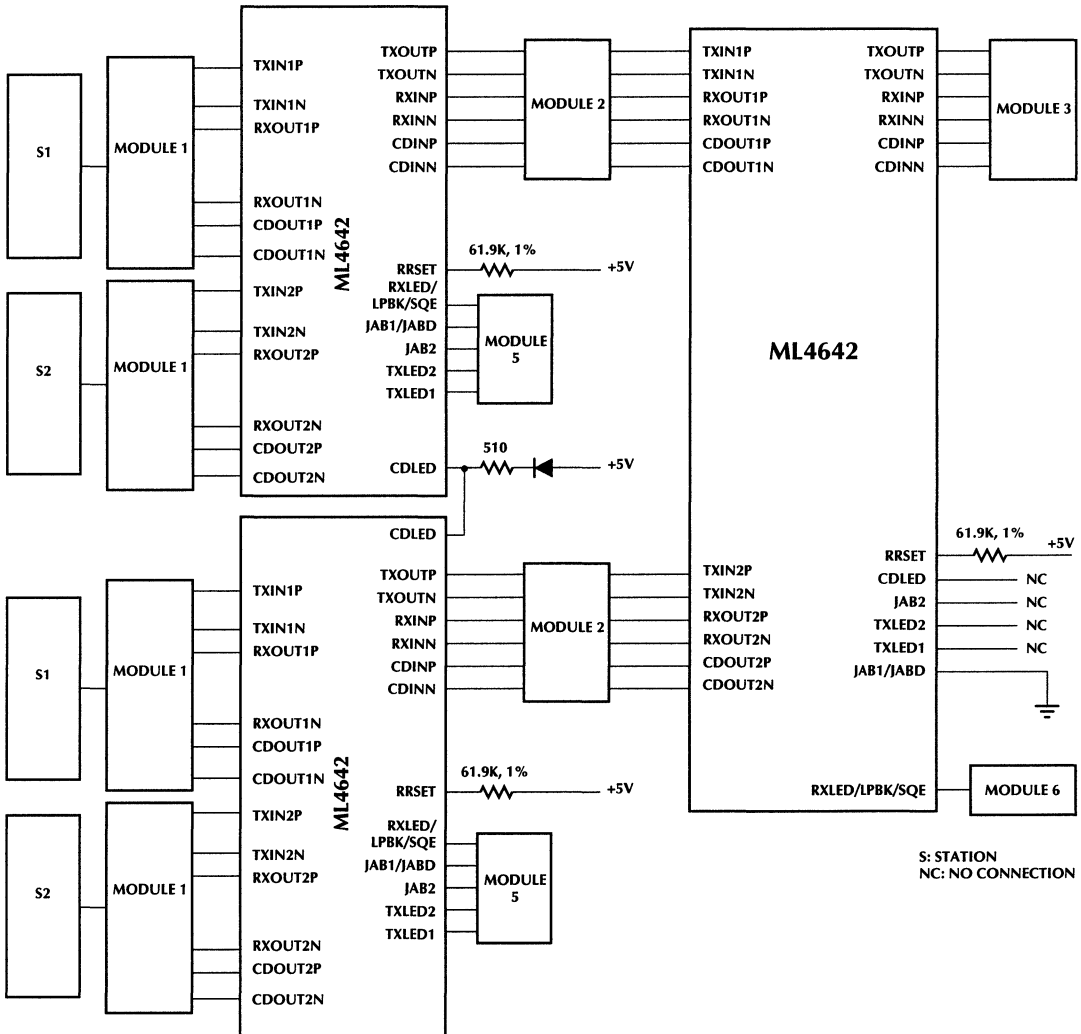 S1
MODULE 1
TXIN1P
TXIN1N
RXOUT1P
RXOUT1N
CDOUT1P
CDOUT1N
S2
MODULE 1
TXIN2P
TXIN2N
RXOUT2P
RXOUT2N
CDOUT2P
CDOUT2N
ML4642
TXOUTP
TXOUTN
RXINP
RXINN
CDINP
CDINN
RRSET
61.9K, 1%
+5V
RXLED/
LPBK/SQE
JAB1/JABD
JAB2
TXLED2
TXLED1
MODULE
5
CDLED
510
+5V
MODULE 2
TXIN1P
TXIN1N
RXOUT1P
RXOUT1N
CDOUT1P
CDOUT1N
ML4642
TXOUTP
TXOUTN
RXINP
RXINN
CDINP
CDINN
MODULE 3
S1
MODULE 1
TXIN1P
TXIN1N
RXOUT1P
RXOUT1N
CDOUT1P
CDOUT1N
S2
MODULE 1
TXIN2P
TXIN2N
RXOUT2P
RXOUT2N
CDOUT2P
CDOUT2N
ML4642
CDLED
TXOUTP
TXOUTN
RXINP
RXINN
CDINP
CDINN
RRSET
61.9K, 1%
+5V
RXLED/
LPBK/SQE
JAB1/JABD
JAB2
TXLED2
TXLED1
MODULE
5
MODULE 2
TXIN2P
TXIN2N
RXOUT2P
RXOUT2N
CDOUT2P
CDOUT2N
RRSET
61.9K, 1%
+5V
CDLED
NC
JAB2
NC
TXLED2
NC
TXLED1
NC
JAB1/JABD
RXLED/LPBK/SQE
MODULE 6
S: STATION
NC: NO CONNECTION